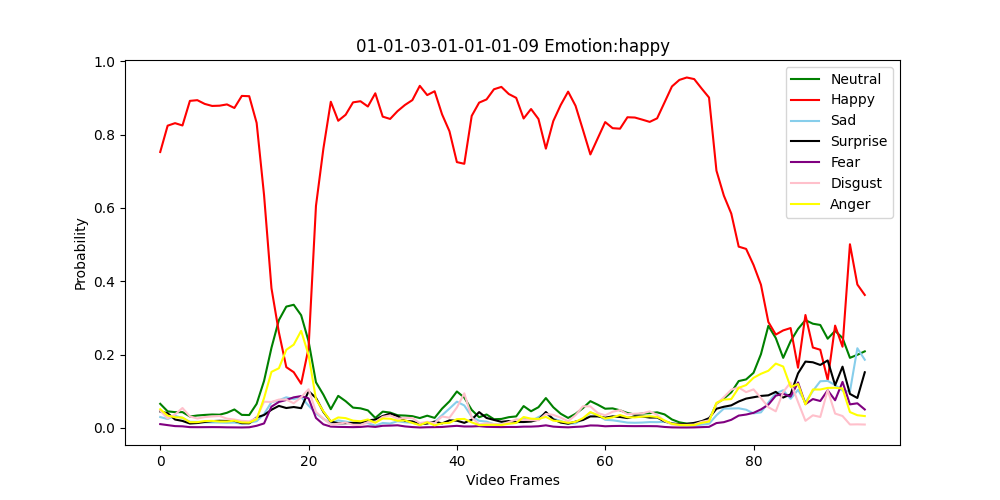 01-01-03-01-01-01-09 Emotion:happy
Probability
1.0
0.8
0.6
0.4
0.2
0.0
0
20
40
60
80
Video Frames
Neutral
Happy
Sad
Surprise
Fear
Disgust
Anger